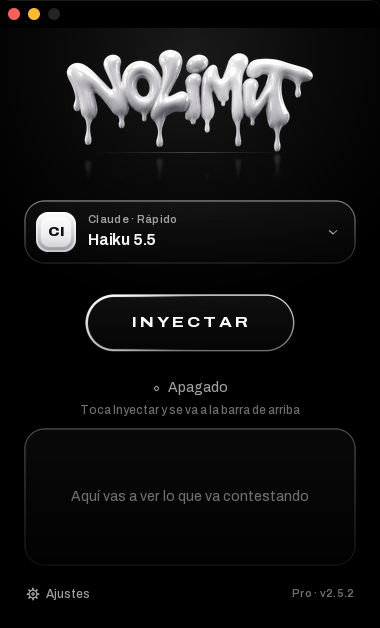 NOLiMiT
CI
Claude · Rápido
Haiku 5.5
INYECTAR
Apagado
Toca Inyectar y se va a la barra de arriba
Aquí vas a ver lo que va contestando
Ajustes
Pro · v2.5.2